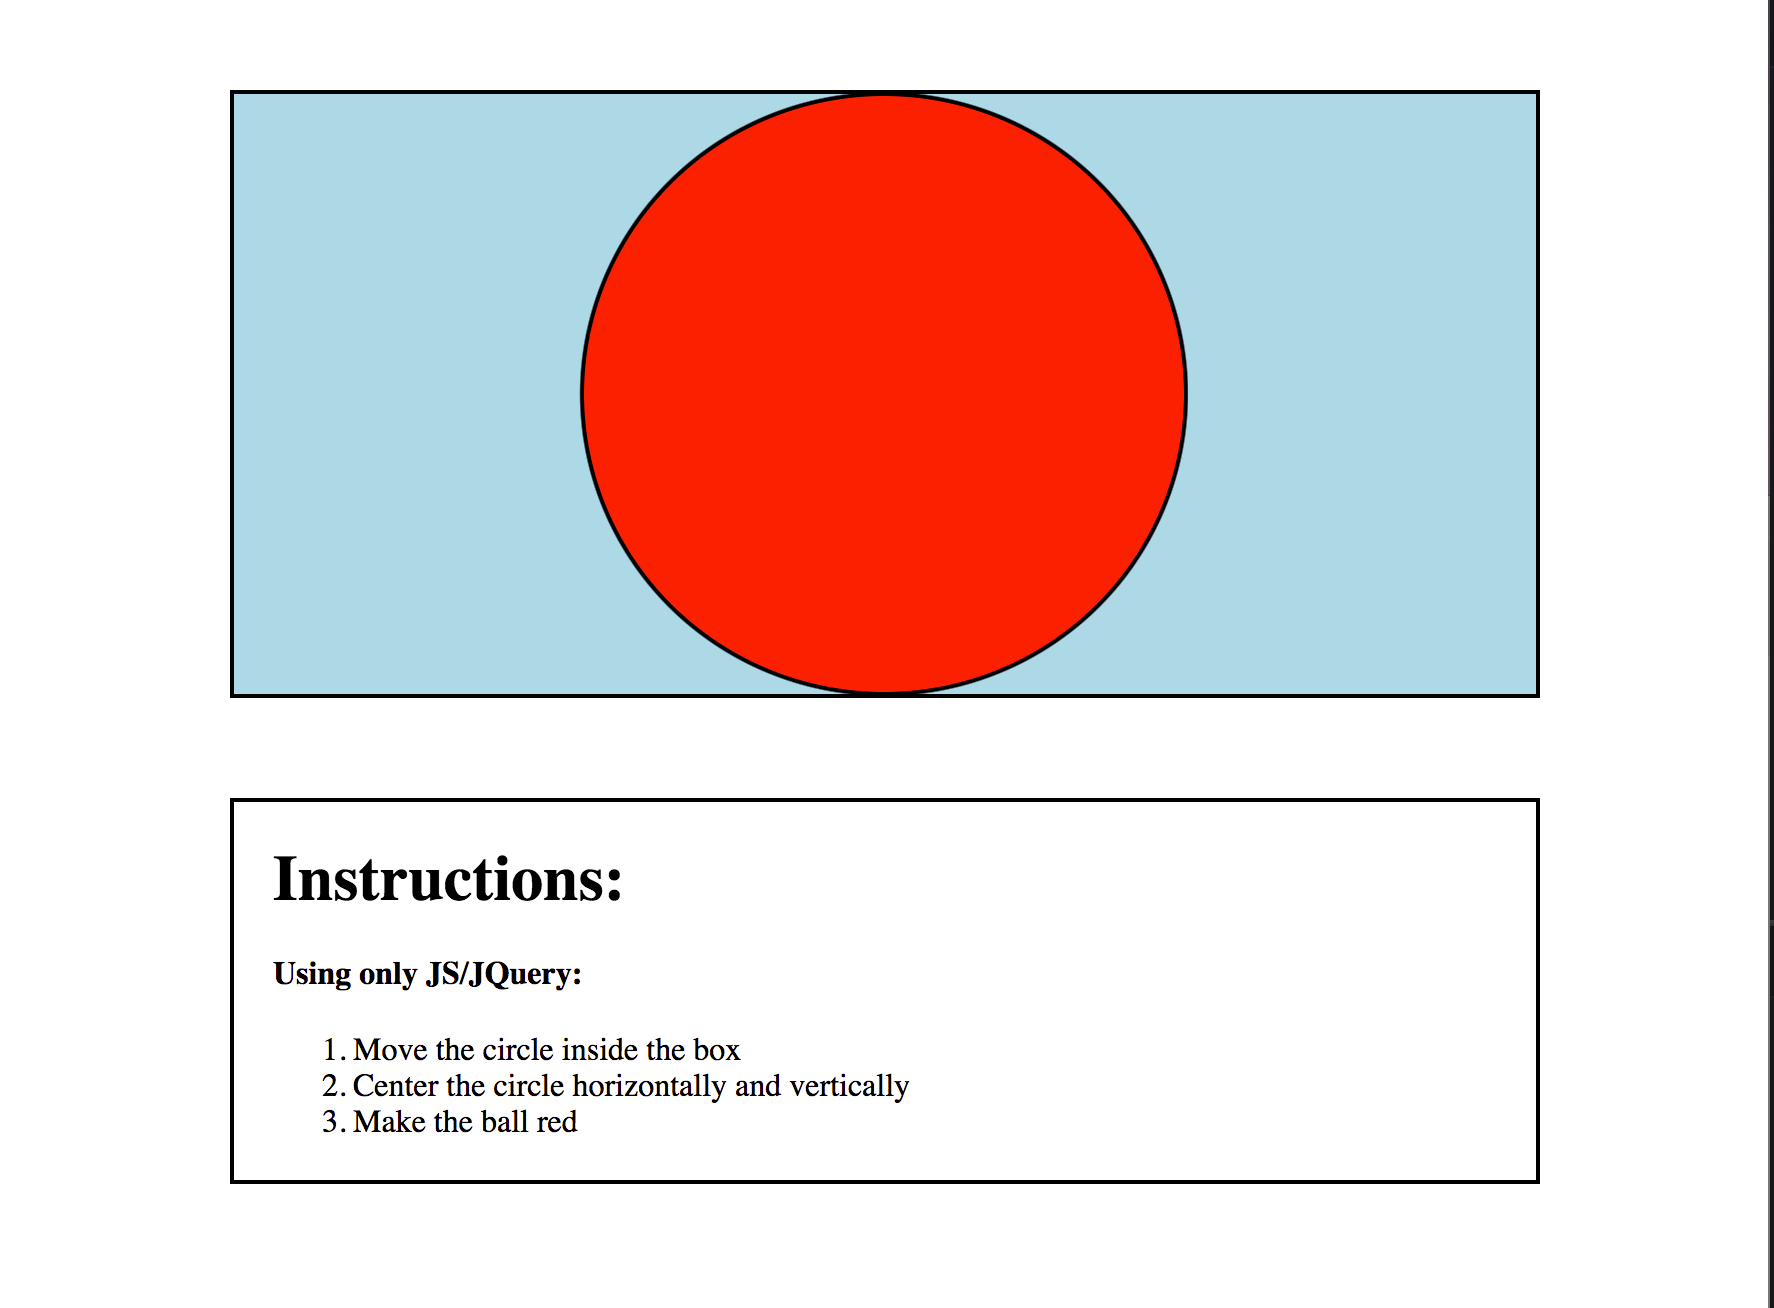 Instructions:
Using only JS/JQuery:
1. Move the circle inside the box
2. Center the circle horizontally and vertically
3. Make the ball red